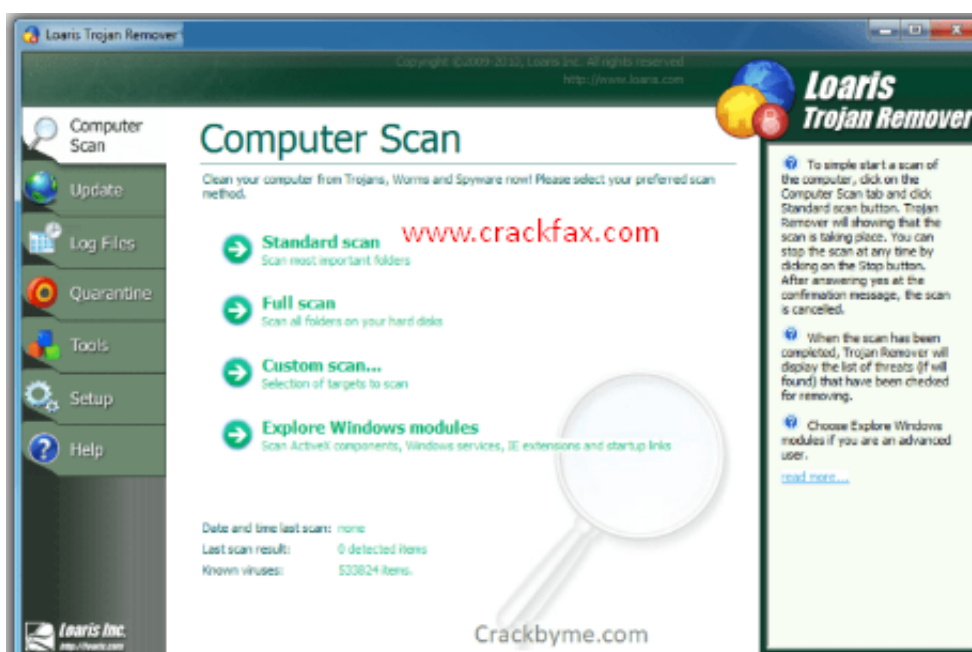 Loaris Trojan Remover
Copyright ©2009-2010, Loaris Inc. All rights reserved
http://www.loaris.com
Loaris
Trojan Remover
Computer
Scan
Update
Log Files
Quarantine
Tools
Setup
Help
Computer Scan
Clean your computer from Trojans, Worms and Spyware now! Please select your preferred scan
method.
www.crackfax.com
Standard scan
Scan most important folders
Full scan
Scan all folders on your hard disks
Custom scan...
Selection of targets to scan
Explore Windows modules
Scan ActiveX components, Windows services, IE extensions and startup links
Date and time last scan: none
Last scan result: 0 detected items
Known viruses: 533824 items.
Crackbyme.com
To simple start a scan of
the computer, click on the
Computer Scan tab and click
Standard scan button. Trojan
Remover will showing that the
scan is taking place. You can
stop the scan at any time by
clicking on the Stop button.
After answering yes at the
confirmation message, the scan
is cancelled.
When the scan has been
completed, Trojan Remover will
display the list of threats (if will
found) that have been checked
for removing.
Choose Explore Windows
modules if you are an advanced
user.
read more...
Loaris Inc.
http://loaris.com